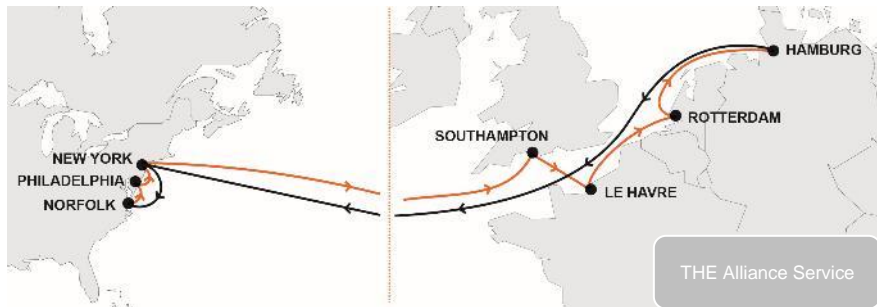 NEW YORK
PHILADELPHIA
NORFOLK
HAMBURG
ROTTERDAM
SOUTHAMPTON
LE HAVRE
THE Alliance Service